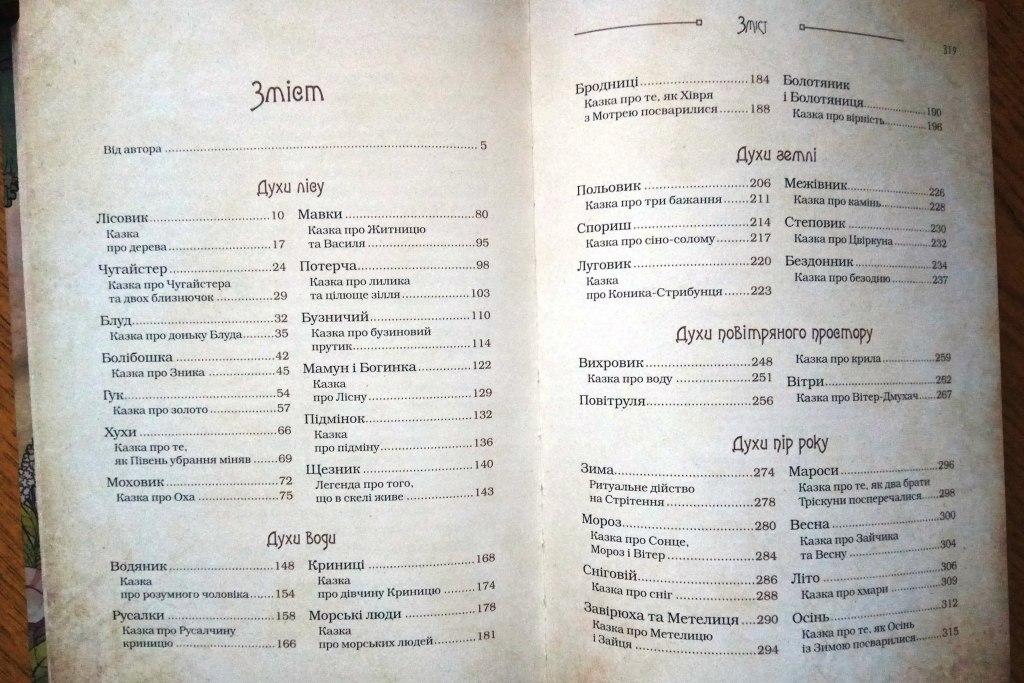 Зміст
Від автора ..... 5
Духи лісу
Лісовик ..... 10
Казка
про дерева ..... 17
Чугайстер ..... 24
Казка про Чугайстера
та двох близнючок ..... 29
Блуд ..... 32
Казка про доньку Блуда ..... 35
Болібошка ..... 42
Казка про Зника ..... 45
Гук ..... 54
Казка про золото ..... 57
Хухи ..... 66
Казка про те,
як Півень убрання міняв ..... 69
Моховик ..... 72
Казка про Оха ..... 75
Мавки ..... 80
Казка про Житницю
та Василя ..... 95
Потерча ..... 98
Казка про лилика
та цілюще зілля ..... 103
Бузничий ..... 110
Казка про бузиновий
прутик ..... 114
Мамун і Богинка ..... 122
Казка
про Лісну ..... 129
Підмінок ..... 132
Казка
про підміну ..... 136
Щезник ..... 140
Легенда про того,
що в скелі живе ..... 143
Духи води
Водяник ..... 148
Казка
про розумного чоловіка ..... 154
Русалки ..... 158
Казка про Русалчину
криницю ..... 166
Криниці ..... 168
Казка
про дівчину Криницю ..... 174
Морські люди ..... 178
Казка
про морських людей ..... 181
Зміст
319
Бродниці ..... 184
Казка про те, як Хівря
з Мотрею посварилися ..... 188
Болотяник
і Болотяниця ..... 190
Казка про вірність ..... 196
Духи землі
Польовик ..... 206
Казка про три бажання ..... 211
Спориш ..... 214
Казка про сіно-солому ..... 217
Луговик ..... 220
Казка
про Коника-Стрибунця ..... 223
Межівник ..... 226
Казка про камінь ..... 228
Степовик ..... 230
Казка про Цвіркуна ..... 232
Бездонник ..... 234
Казка про безодню ..... 237
Духи повітряного простору
Вихровик ..... 248
Казка про воду ..... 251
Повітруля ..... 256
Казка про крила ..... 259
Вітри ..... 262
Казка про Вітер-Дмухач ..... 267
Духи пір року
Зима ..... 274
Ритуальне дійство
на Стрітення ..... 278
Мороз ..... 280
Казка про Сонце,
Мороз і Вітер ..... 284
Сніговій ..... 286
Казка про сніг ..... 288
Завірюха та Метелиця ..... 290
Казка про Метелицю
і Зайця ..... 294
Мароси ..... 296
Казка про те, як два брати
Тріскуни посперечалися ..... 298
Весна ..... 300
Казка про Зайчика
та Весну ..... 304
Літо ..... 306
Казка про хмари ..... 309
Осінь ..... 312
Казка про те, як Осінь
із Зимою посварилися ..... 315